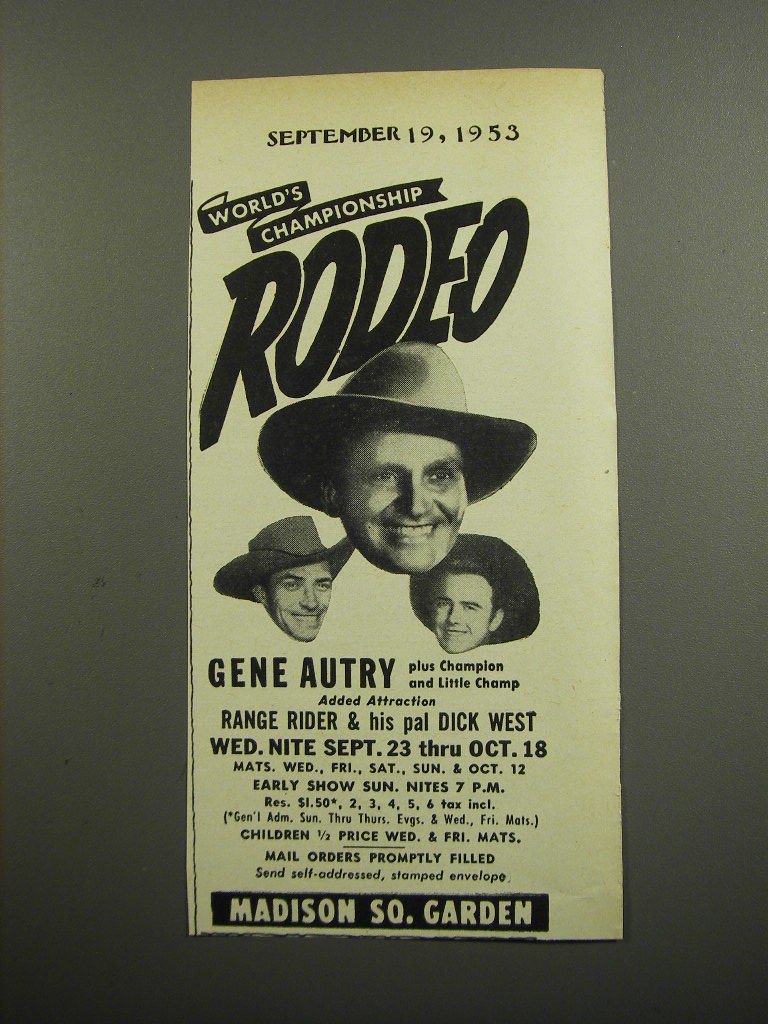 SEPTEMBER 19, 1953
WORLD'S
CHAMPIONSHIP
RODEO
GENE AUTRY plus Champion
and Little Champ
Added Attraction
RANGE RIDER & his pal DICK WEST
WED. NITE SEPT. 23 thru OCT. 18
MATS. WED., FRI., SAT., SUN. & OCT. 12
EARLY SHOW SUN. NITES 7 P.M.
Res. $1.50*, 2, 3, 4, 5, 6 tax incl.
(*Gen'l Adm. Sun. Thru Thurs. Evgs. & Wed., Fri. Mats.)
CHILDREN ½ PRICE WED. & FRI. MATS.
MAIL ORDERS PROMPTLY FILLED
Send self-addressed, stamped envelope.
MADISON SQ. GARDEN